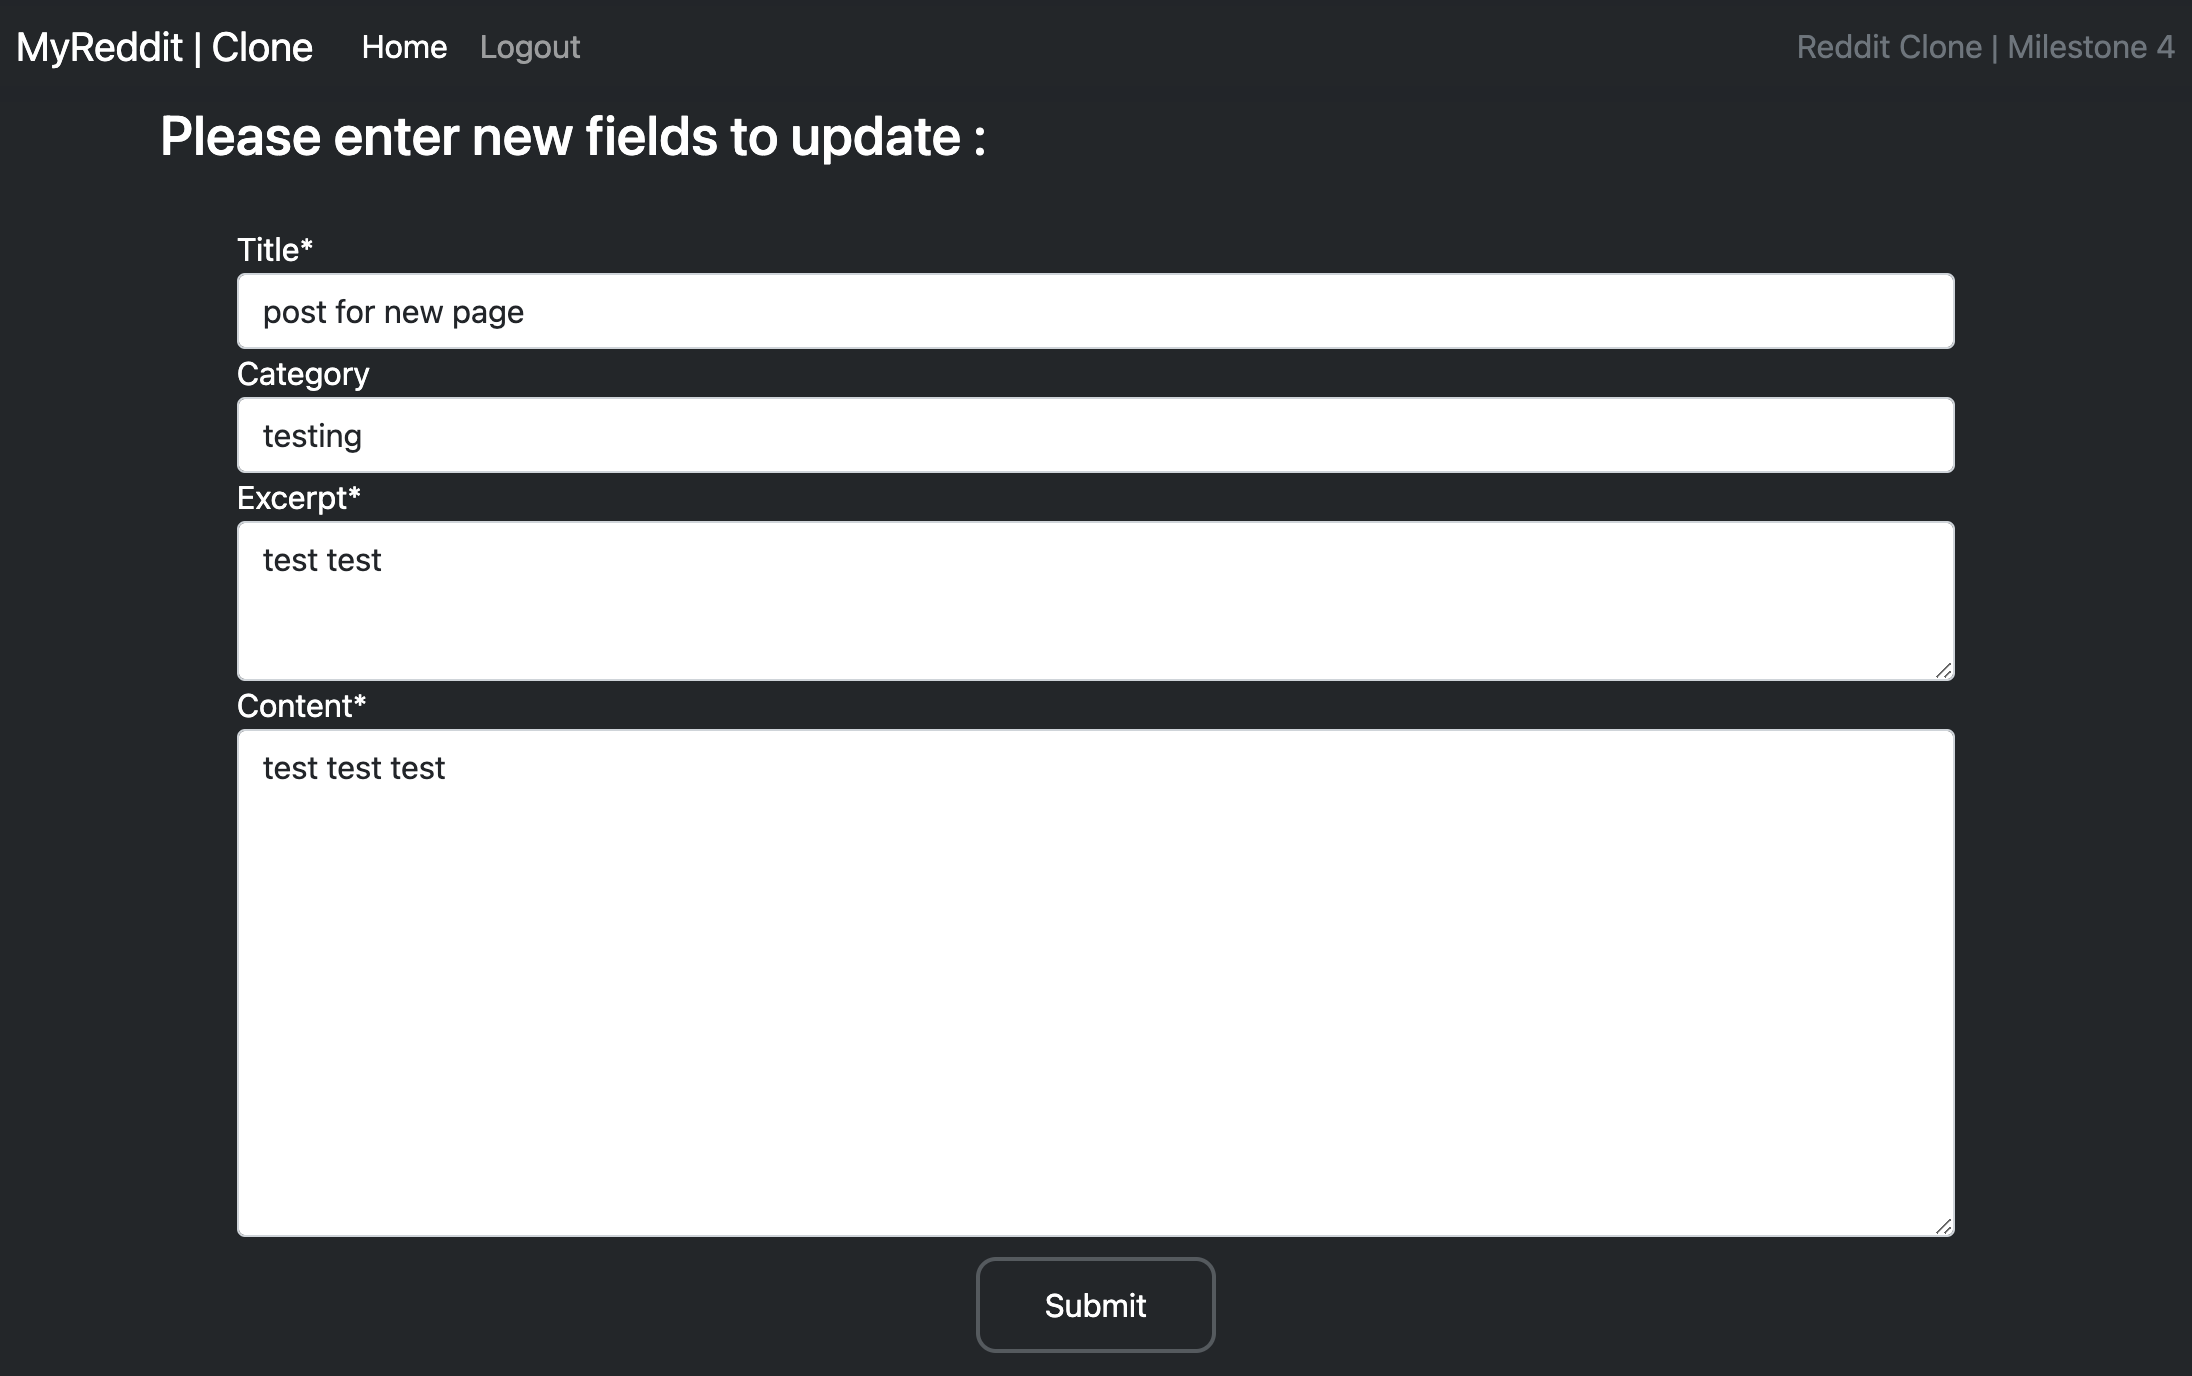 MyReddit | Clone Home Logout Reddit Clone | Milestone 4
Please enter new fields to update :
Title*
post for new page
Category
testing
Excerpt*
test test
Content*
test test test
Submit